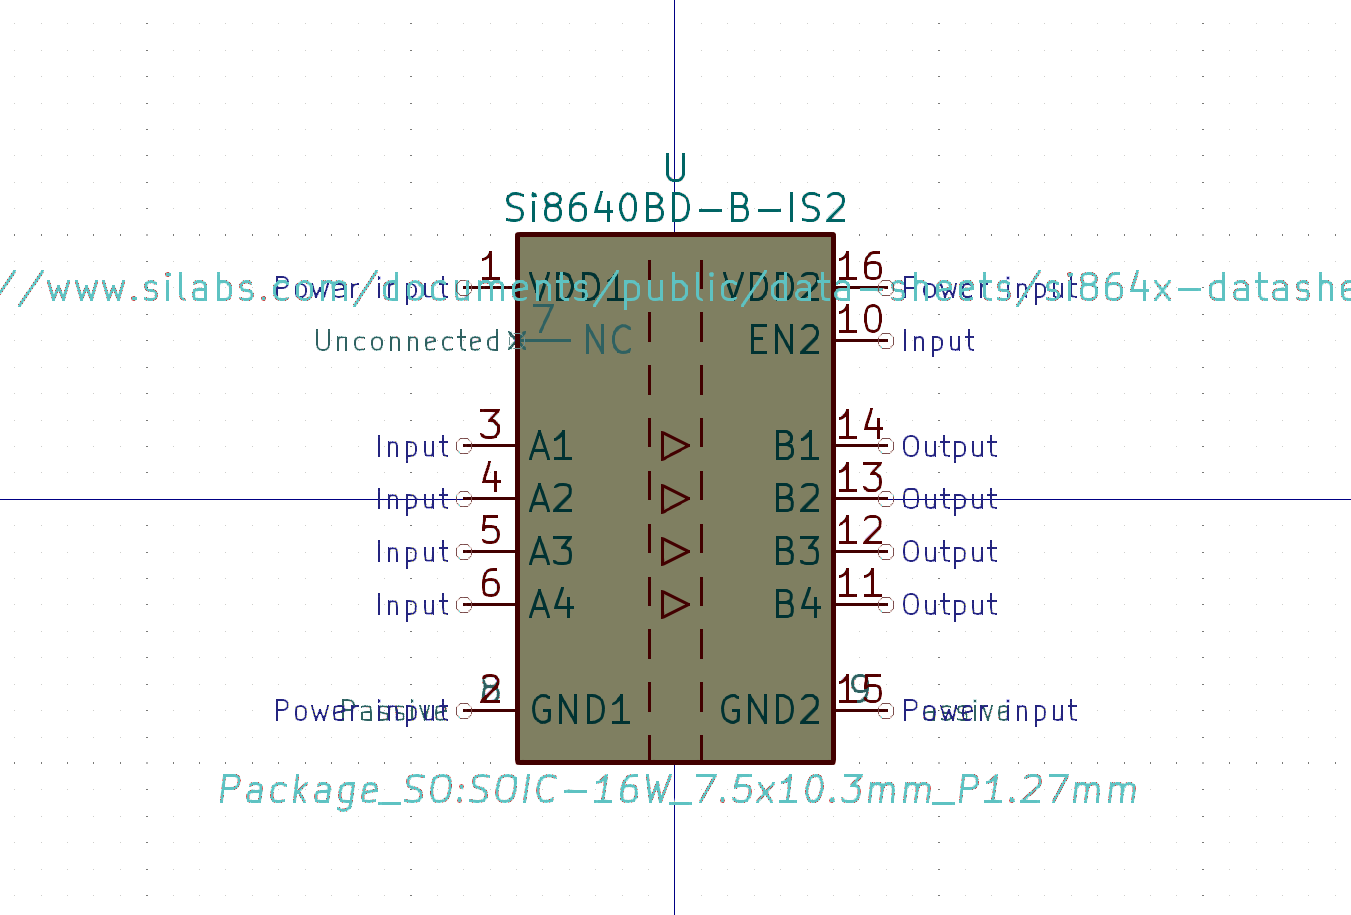 U
Si8640BD-B-IS2
1 16
//www.silabs.com/documents/public/data-sheets/si864x-datashe
Power input VDD1 VDD2 Power input
7 10
Unconnected NC EN2 Input
3 14
Input A1 B1 Output
4 13
Input A2 B2 Output
5 12
Input A3 B3 Output
6 11
Input A4 B4 Output
2 8 15 9
Power input Passive GND1 GND2 Power input Passive
Package_SO:SOIC-16W_7.5x10.3mm_P1.27mm